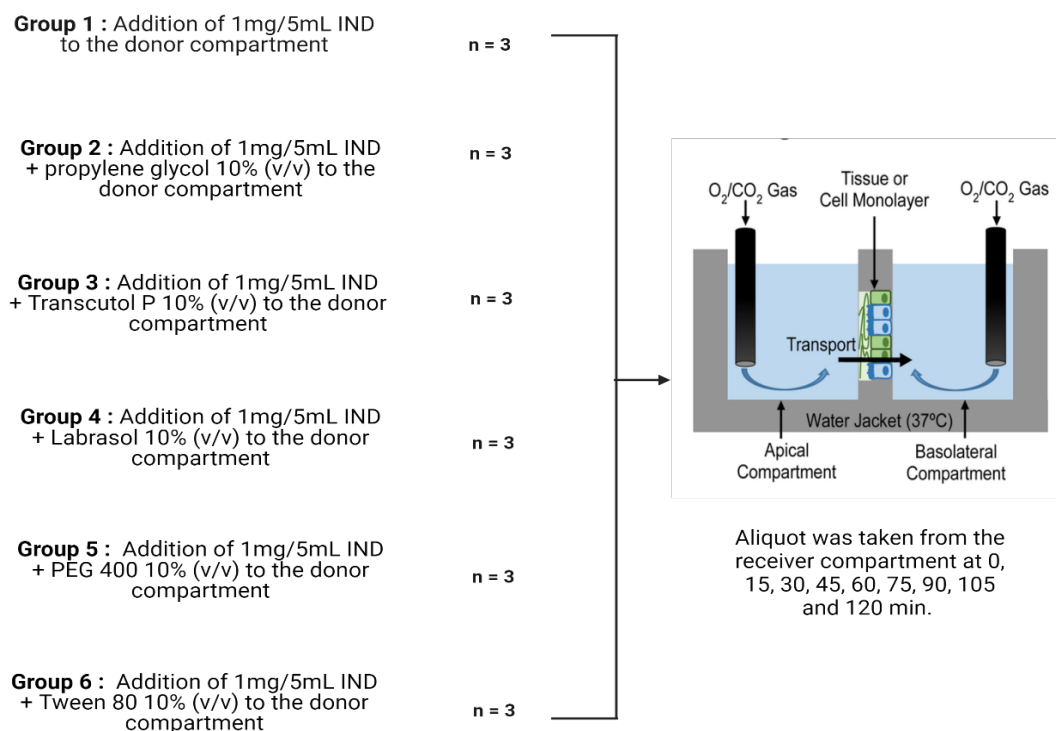 Group 1 : Addition of 1mg/5mL IND
to the donor compartment
n = 3
Group 2 : Addition of 1mg/5mL IND
+ propylene glycol 10% (v/v) to the
donor compartment
n = 3
Group 3 : Addition of 1mg/5mL IND
+ Transcutol P 10% (v/v) to the donor
compartment
n = 3
Group 4 : Addition of 1mg/5mL IND
+ Labrasol 10% (v/v) to the donor
compartment
n = 3
Group 5 : Addition of 1mg/5mL IND
+ PEG 400 10% (v/v) to the donor
compartment
n = 3
Group 6 : Addition of 1mg/5mL IND
+ Tween 80 10% (v/v) to the donor
compartment
n = 3
O₂/CO₂ Gas
Tissue or
Cell Monolayer
O₂/CO₂ Gas
Transport
Water Jacket (37ºC)
Apical
Compartment
Basolateral
Compartment
Aliquot was taken from the
receiver compartment at 0,
15, 30, 45, 60, 75, 90, 105
and 120 min.